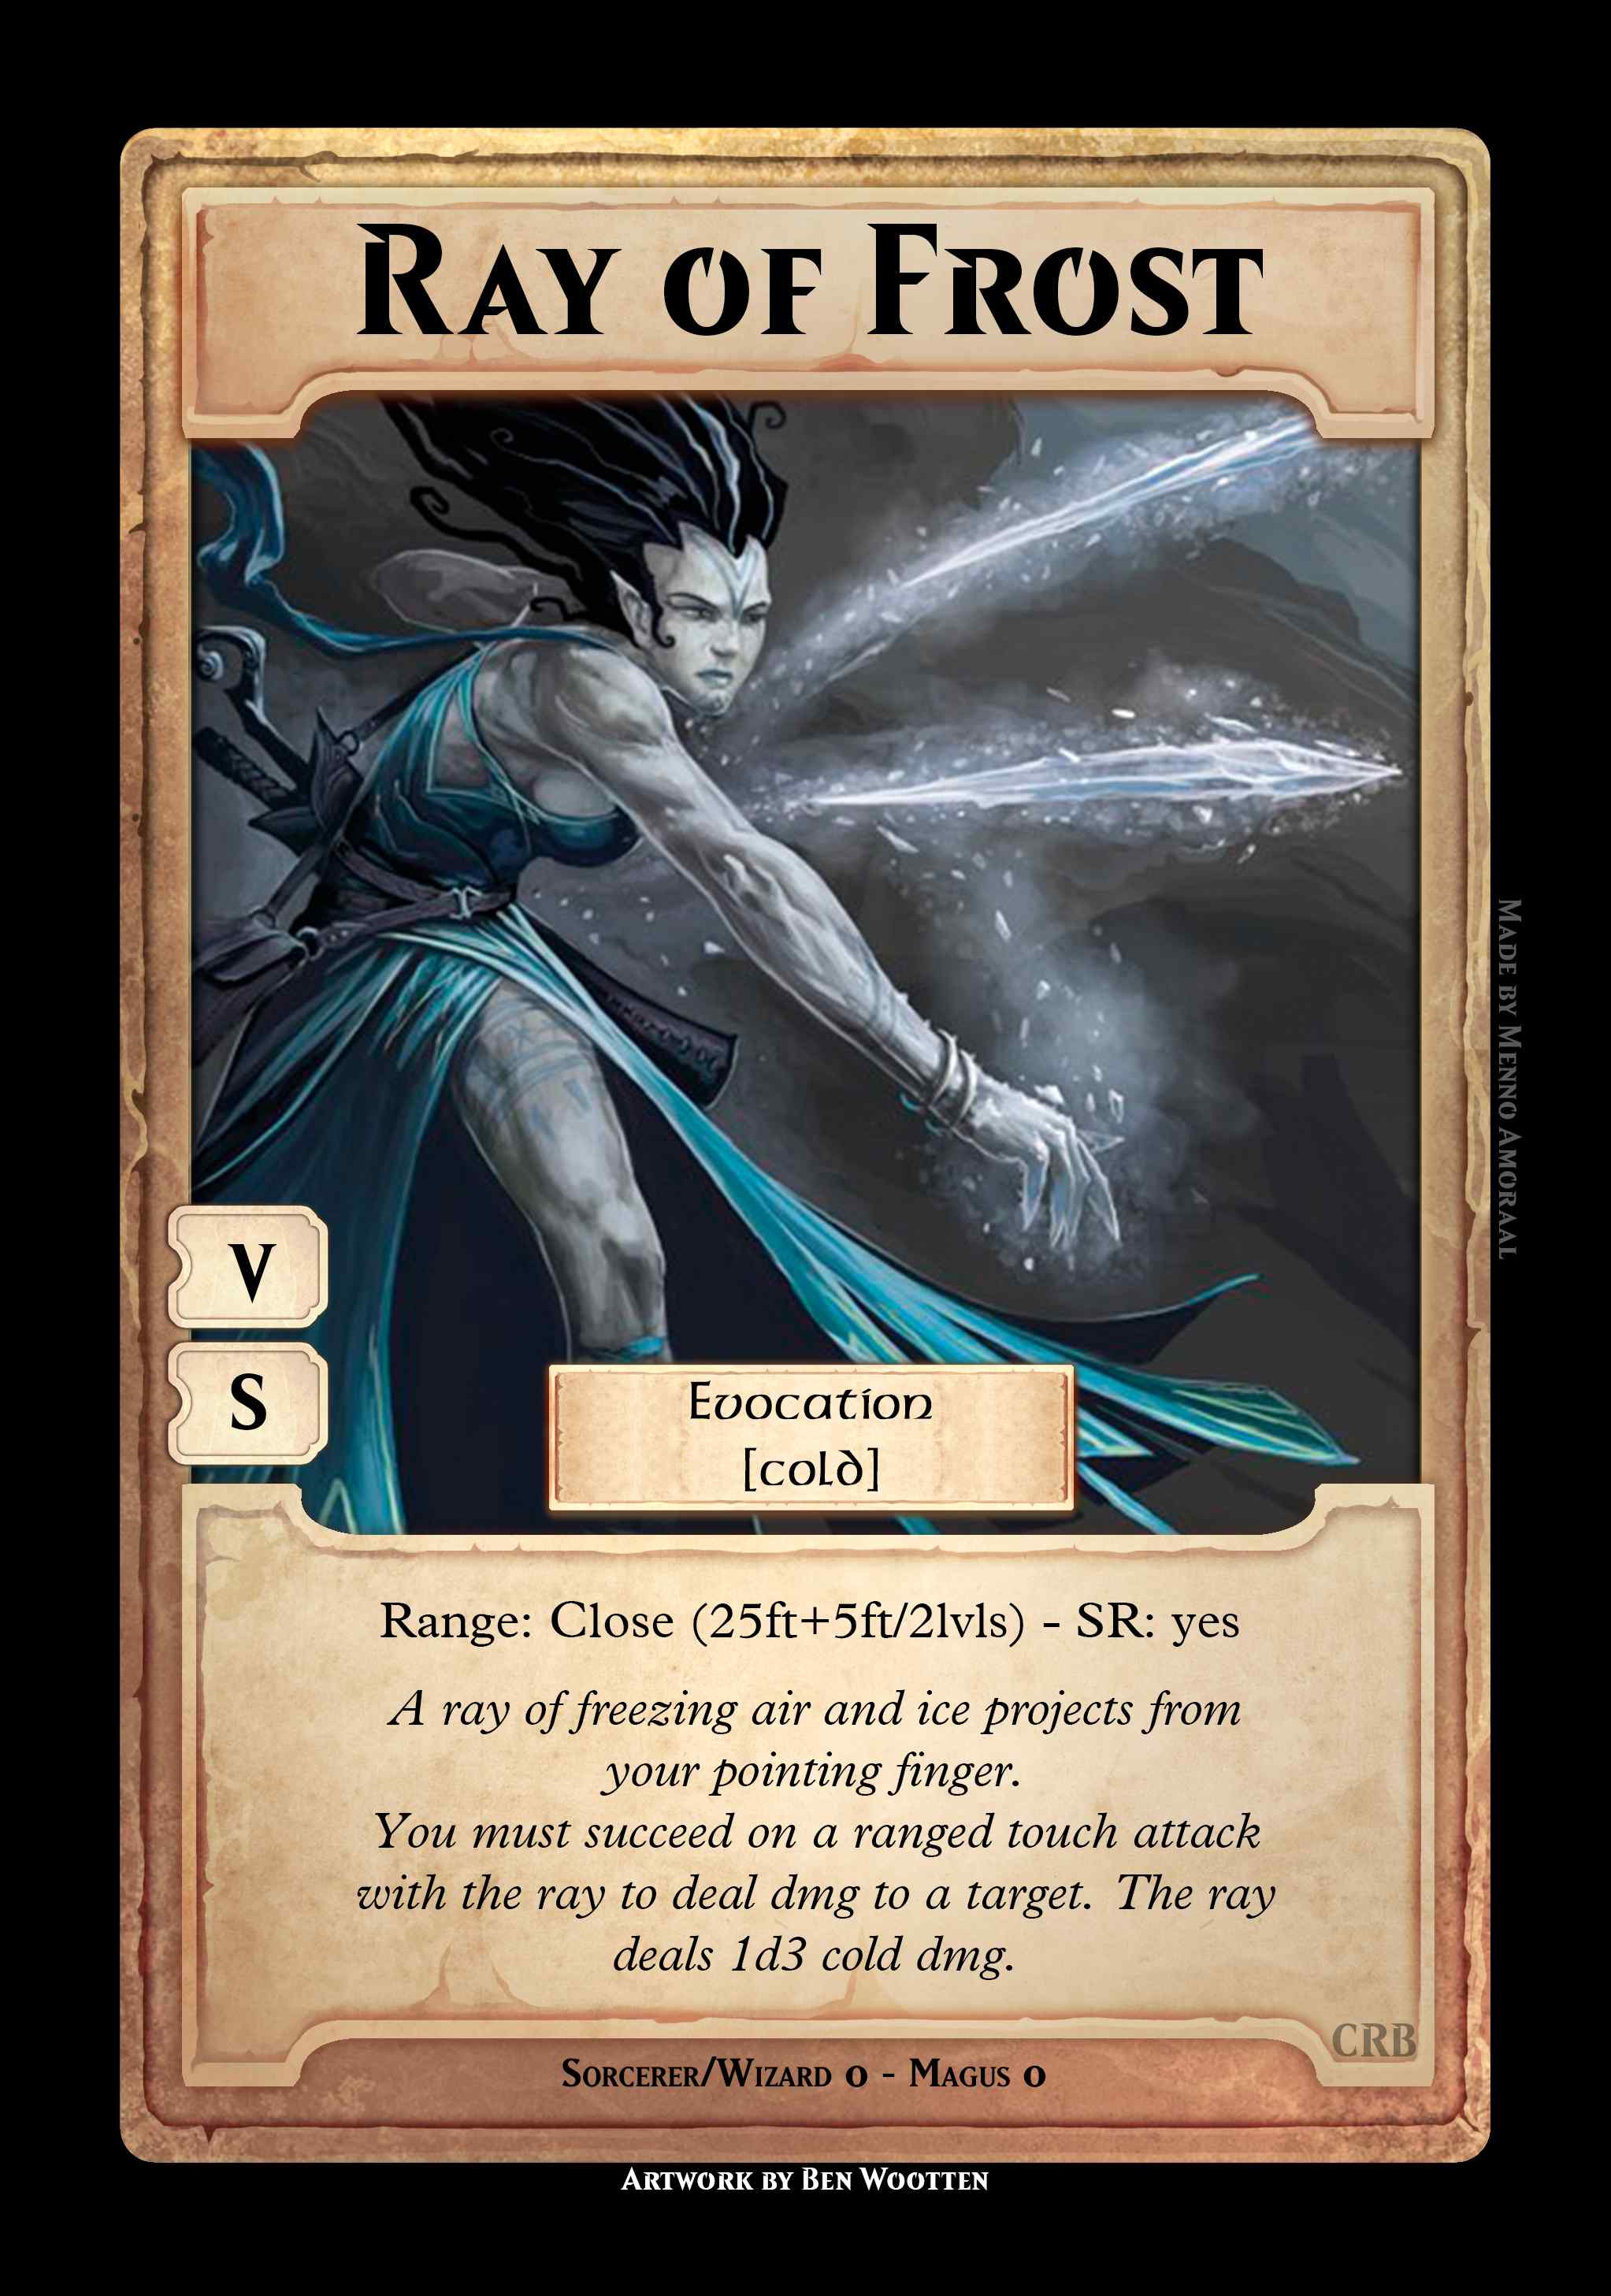 Ray of Frost
V
S
Evocation
[cold]
Range: Close (25ft+5ft/2lvls) - SR: yes
A ray of freezing air and ice projects from
your pointing finger.
You must succeed on a ranged touch attack
with the ray to deal dmg to a target. The ray
deals 1d3 cold dmg.
CRB
Sorcerer/Wizard 0 - Magus 0
Artwork by Ben Wootten
Made by Menno Amoraal